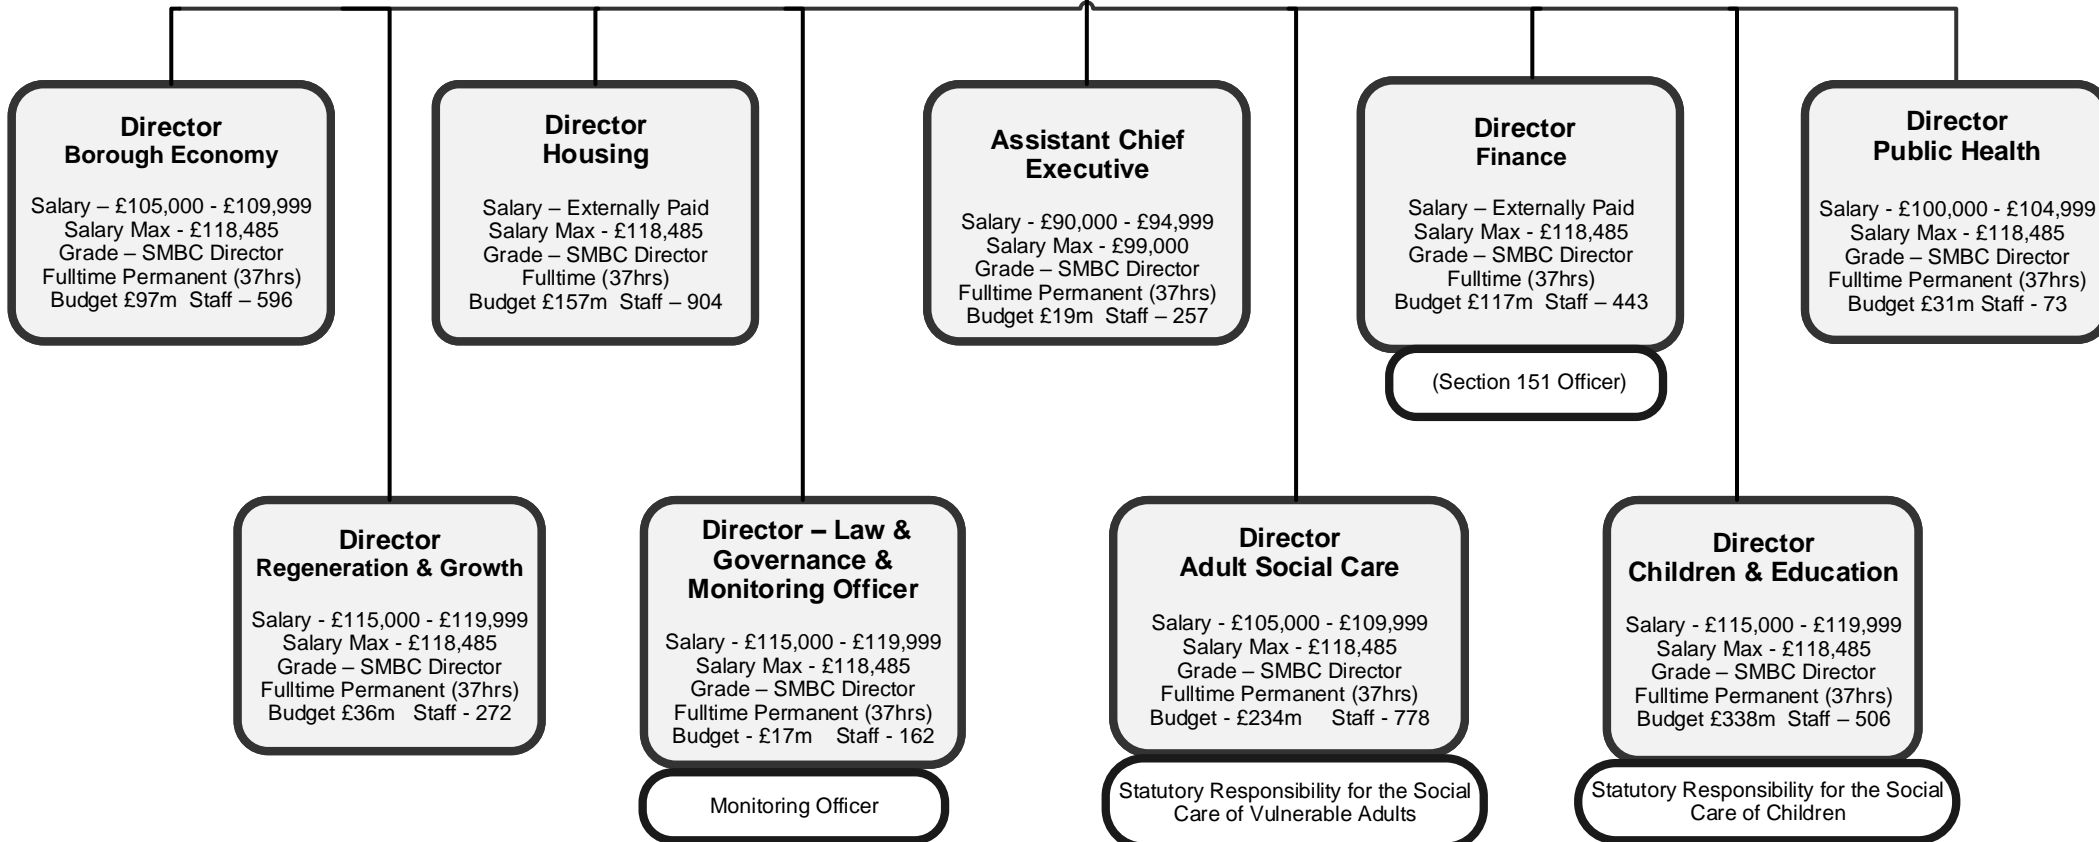 Director
Borough Economy
Salary – £105,000 - £109,999
Salary Max - £118,485
Grade – SMBC Director
Fulltime Permanent (37hrs)
Budget £97m  Staff – 596
Director
Housing
Salary – Externally Paid
Salary Max - £118,485
Grade – SMBC Director
Fulltime (37hrs)
Budget £157m  Staff – 904
Assistant Chief
Executive
Salary - £90,000 - £94,999
Salary Max - £99,000
Grade – SMBC Director
Fulltime Permanent (37hrs)
Budget £19m  Staff – 257
Director
Finance
Salary – Externally Paid
Salary Max - £118,485
Grade – SMBC Director
Fulltime (37hrs)
Budget £117m  Staff – 443
(Section 151 Officer)
Director
Public Health
Salary - £100,000 - £104,999
Salary Max - £118,485
Grade – SMBC Director
Fulltime Permanent (37hrs)
Budget £31m Staff - 73
Director
Regeneration & Growth
Salary - £115,000 - £119,999
Salary Max - £118,485
Grade – SMBC Director
Fulltime Permanent (37hrs)
Budget £36m   Staff - 272
Director – Law &
Governance &
Monitoring Officer
Salary - £115,000 - £119,999
Salary Max - £118,485
Grade – SMBC Director
Fulltime Permanent (37hrs)
Budget - £17m    Staff - 162
Monitoring Officer
Director
Adult Social Care
Salary - £105,000 - £109,999
Salary Max - £118,485
Grade – SMBC Director
Fulltime Permanent (37hrs)
Budget - £234m     Staff - 778
Statutory Responsibility for the Social
Care of Vulnerable Adults
Director
Children & Education
Salary - £115,000 - £119,999
Salary Max - £118,485
Grade – SMBC Director
Fulltime Permanent (37hrs)
Budget £338m  Staff – 506
Statutory Responsibility for the Social
Care of Children